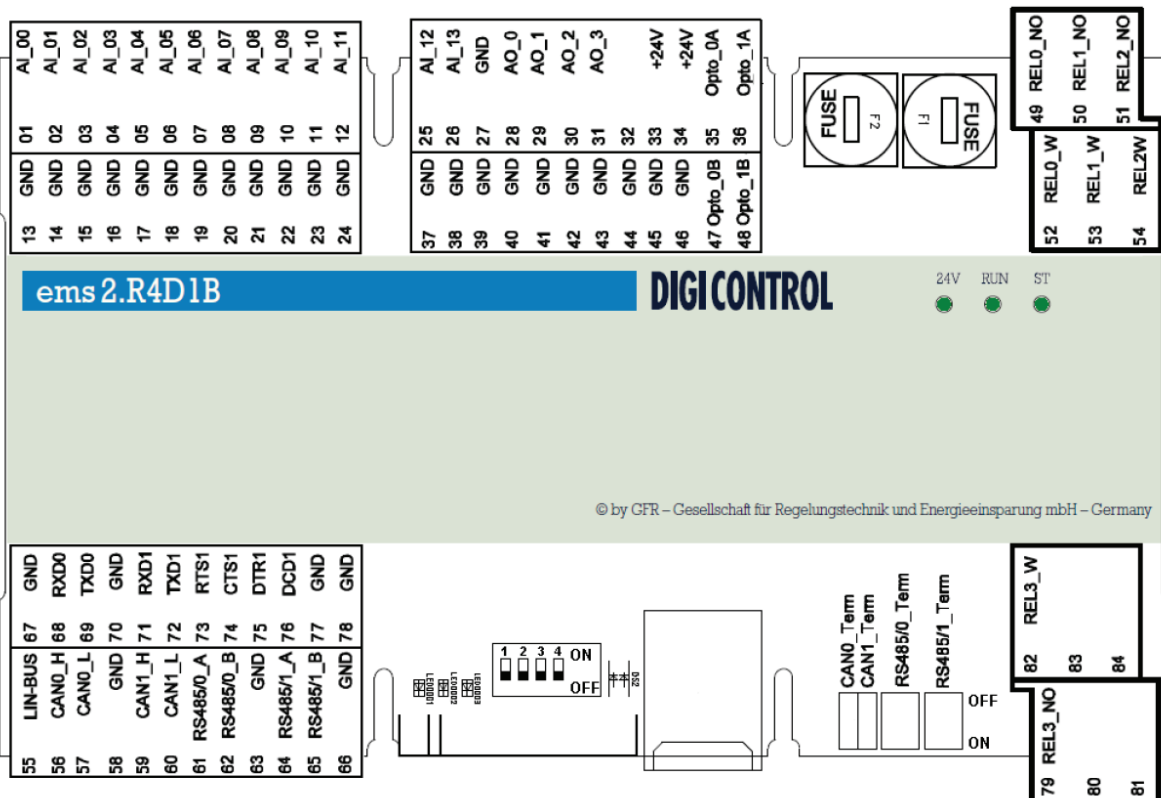 AI_00 AI_01 AI_02 AI_03 AI_04 AI_05 AI_06 AI_07 AI_08 AI_09 AI_10 AI_11
01 02 03 04 05 06 07 08 09 10 11 12
GND GND GND GND GND GND GND GND GND GND GND GND
13 14 15 16 17 18 19 20 21 22 23 24
AI_12 AI_13 GND AO_0 AO_1 AO_2 AO_3 +24V +24V Opto_0A Opto_1A
25 26 27 28 29 30 31 32 33 34 35 36
GND GND GND GND GND GND GND GND GND GND Opto_0B Opto_1B
37 38 39 40 41 42 43 44 45 46 47 48
FUSE F2
F1 FUSE
REL0_NO REL1_NO REL2_NO
49 50 51
REL0_W REL1_W REL2W
52 53 54
ems 2.R4D1B
DIGICONTROL
24V RUN ST
© by GFR – Gesellschaft für Regelungstechnik und Energieeinsparung mbH – Germany
GND RXD0 TXD0 GND RXD1 TXD1 RTS1 CTS1 DTR1 DCD1 GND GND
67 68 69 70 71 72 73 74 75 76 77 78
LIN-BUS CAN0_H CAN0_L GND CAN1_H CAN1_L RS485/0_A RS485/0_B GND RS485/1_A RS485/1_B GND
55 56 57 58 59 60 61 62 63 64 65 66
1 2 3 4 ON
OFF
LED0001 LED0002 LED0003
DS2
CAN0_Term
CAN1_Term
RS485/0_Term
RS485/1_Term
OFF
ON
REL3_W
82 83 84
REL3_NO
79 80 81